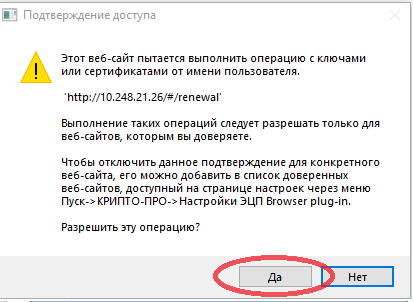 Подтверждение доступа
Этот веб-сайт пытается выполнить операцию с ключами
или сертификатами от имени пользователя.
'http://10.248.21.26/#/renewal'
Выполнение таких операций следует разрешать только для
веб-сайтов, которым вы доверяете.
Чтобы отключить данное подтверждение для конкретного
веб-сайта, его можно добавить в список доверенных
веб-сайтов, доступный на странице настроек через меню
Пуск->КРИПТО-ПРО->Настройки ЭЦП Browser plug-in.
Разрешить эту операцию?
Да
Нет